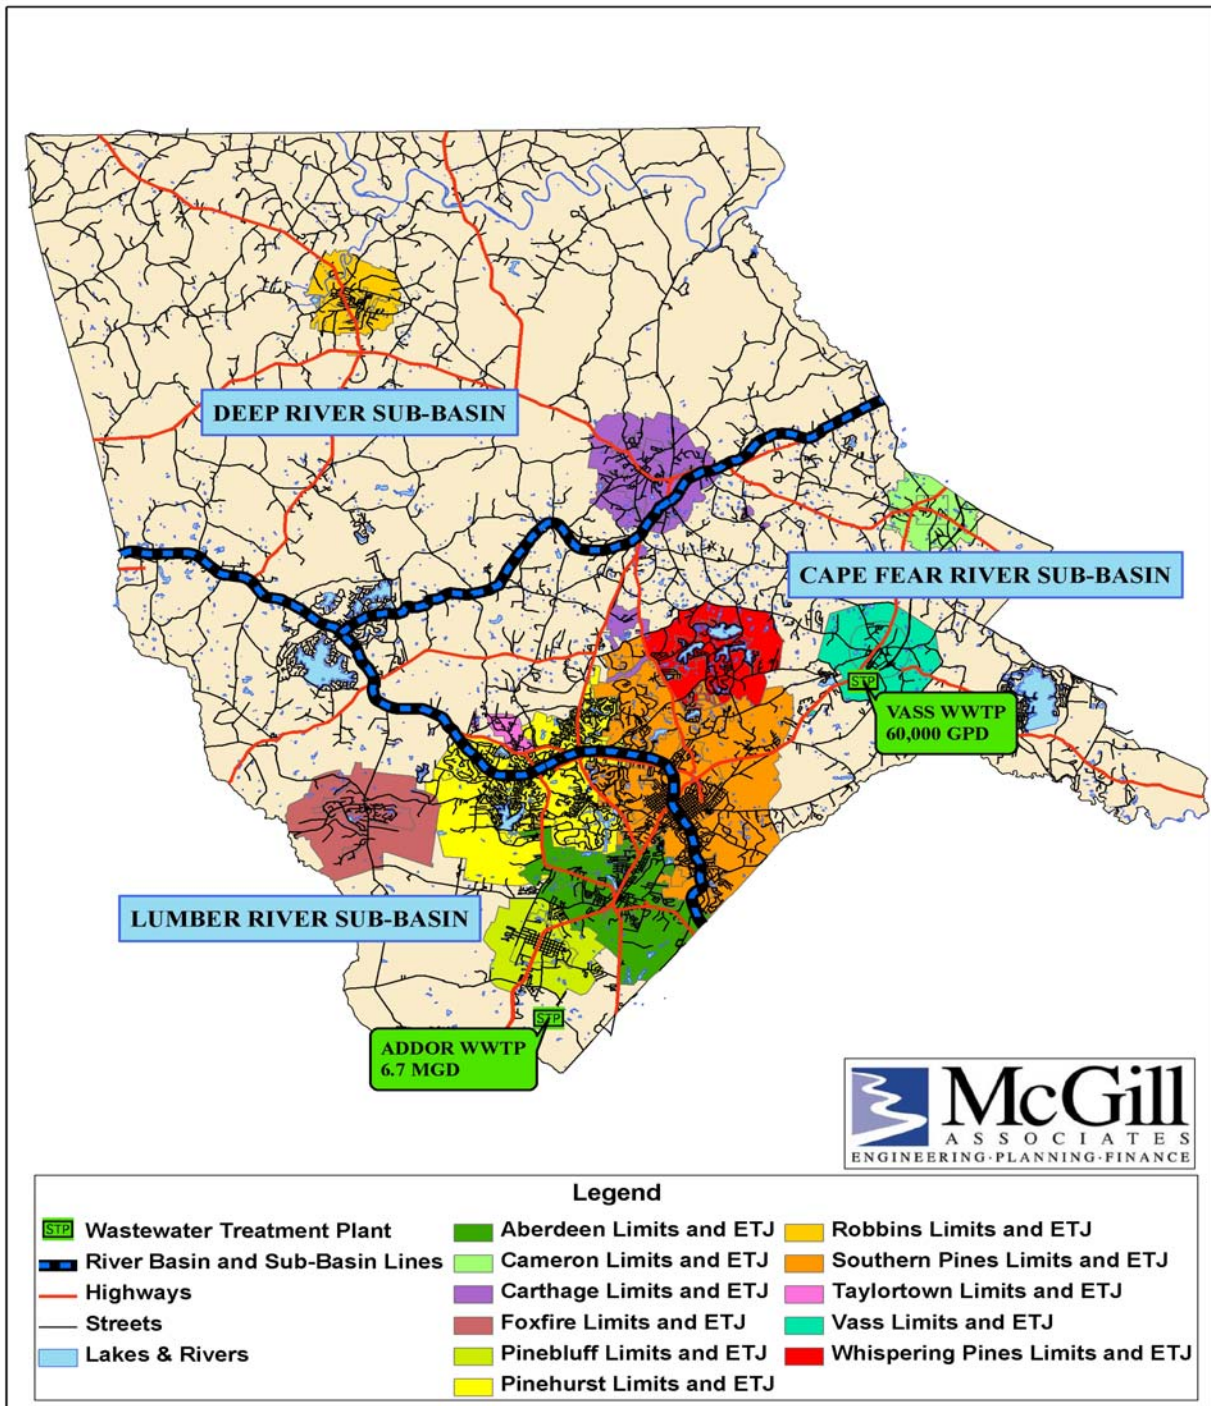 DEEP RIVER SUB-BASIN
CAPE FEAR RIVER SUB-BASIN
STP
VASS WWTP
60,000 GPD
LUMBER RIVER SUB-BASIN
STP
ADDOR WWTP
6.7 MGD
McGill
ASSOCIATES
ENGINEERING·PLANNING·FINANCE
Legend
STP Wastewater Treatment Plant
River Basin and Sub-Basin Lines
Highways
Streets
Lakes & Rivers
Aberdeen Limits and ETJ
Cameron Limits and ETJ
Carthage Limits and ETJ
Foxfire Limits and ETJ
Pinebluff Limits and ETJ
Pinehurst Limits and ETJ
Robbins Limits and ETJ
Southern Pines Limits and ETJ
Taylortown Limits and ETJ
Vass Limits and ETJ
Whispering Pines Limits and ETJ